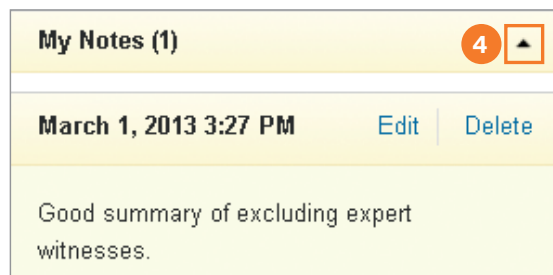 My Notes (1) 4
March 1, 2013 3:27 PM Edit Delete
Good summary of excluding expert
witnesses.